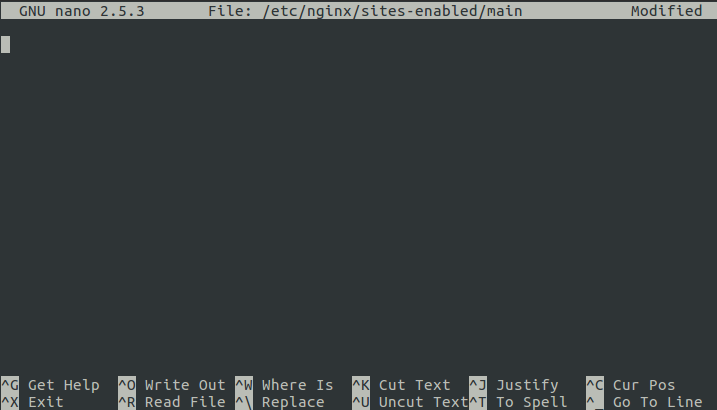 GNU nano 2.5.3 File: /etc/nginx/sites-enabled/main Modified
^G Get Help ^O Write Out ^W Where Is ^K Cut Text ^J Justify ^C Cur Pos
^X Exit ^R Read File ^\ Replace ^U Uncut Text^T To Spell ^_ Go To Line